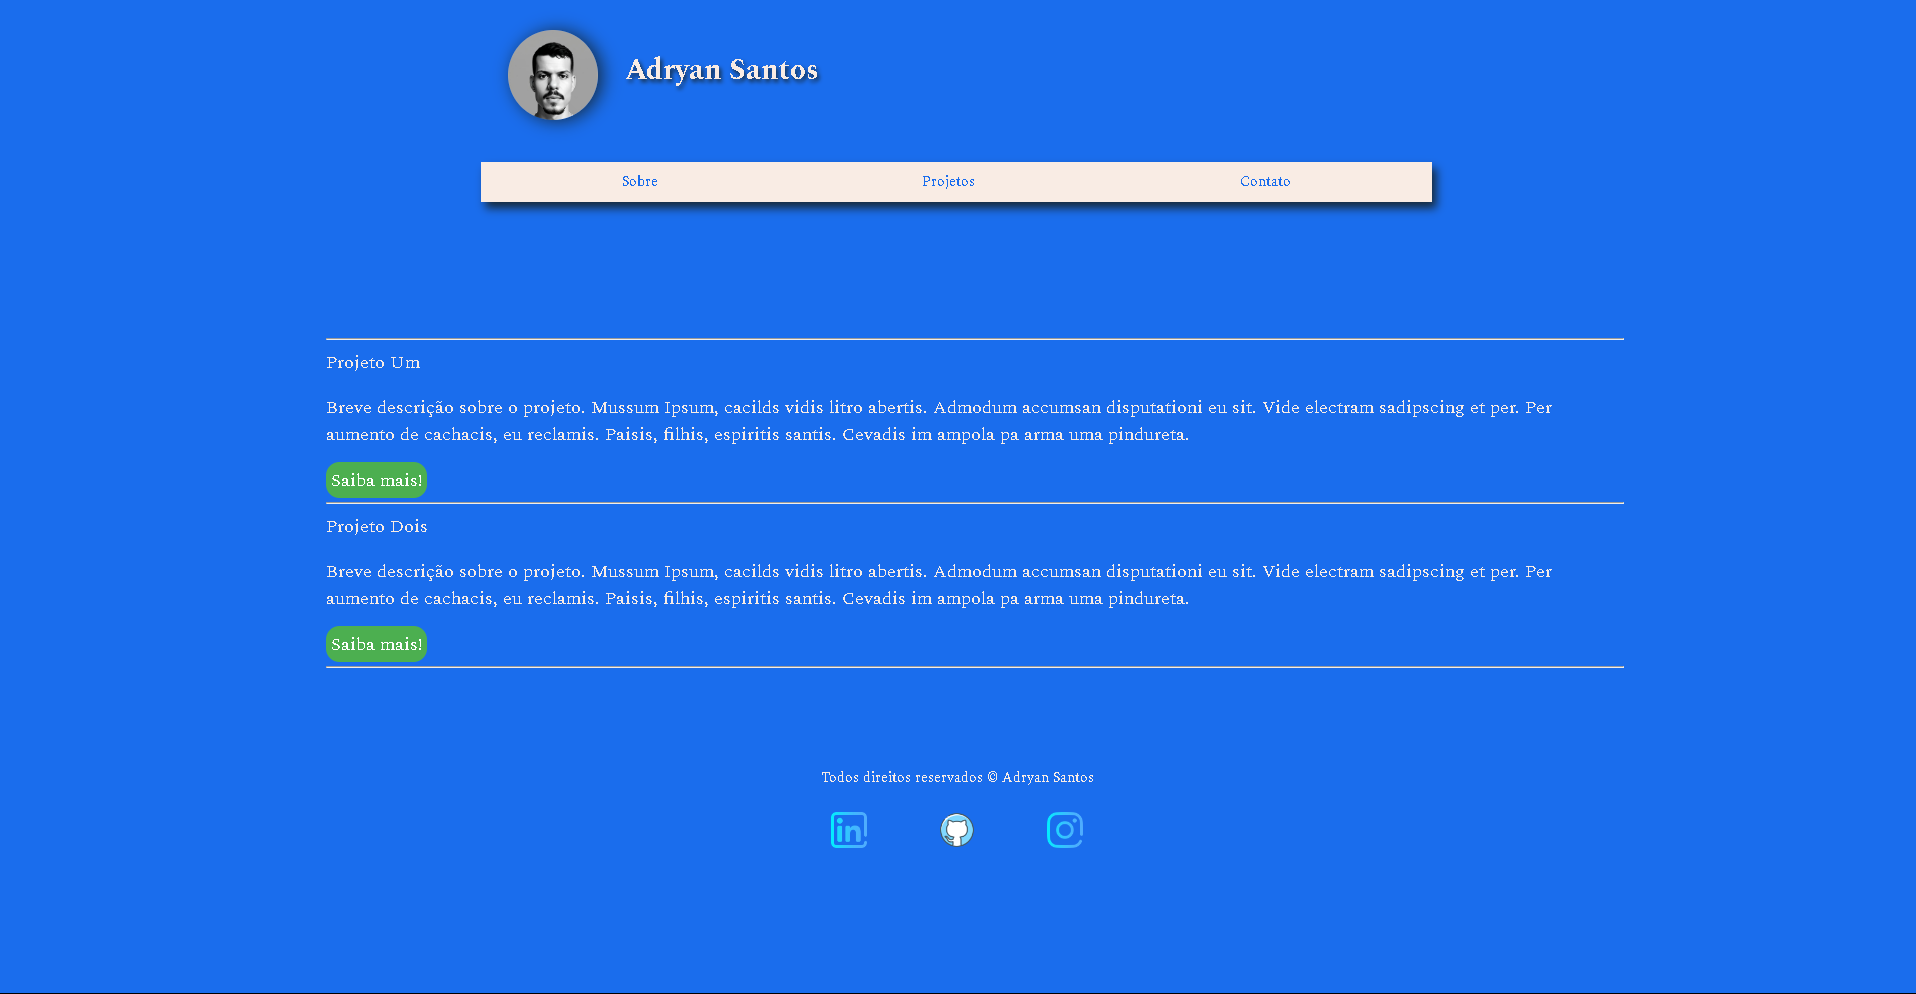 Adryan Santos
Sobre Projetos Contato
Projeto Um
Breve descrição sobre o projeto. Mussum Ipsum, cacilds vidis litro abertis. Admodum accumsan disputationi eu sit. Vide electram sadipscing et per. Per
aumento de cachacis, eu reclamis. Paisis, filhis, espiritis santis. Cevadis im ampola pa arma uma pindureta.
Saiba mais!
Projeto Dois
Breve descrição sobre o projeto. Mussum Ipsum, cacilds vidis litro abertis. Admodum accumsan disputationi eu sit. Vide electram sadipscing et per. Per
aumento de cachacis, eu reclamis. Paisis, filhis, espiritis santis. Cevadis im ampola pa arma uma pindureta.
Saiba mais!
Todos direitos reservados © Adryan Santos
in